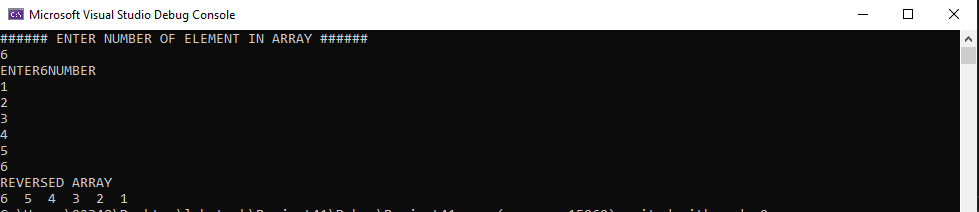 Microsoft Visual Studio Debug Console
###### ENTER NUMBER OF ELEMENT IN ARRAY ######
6
ENTER6NUMBER
1
2
3
4
5
6
REVERSED ARRAY
6 5 4 3 2 1